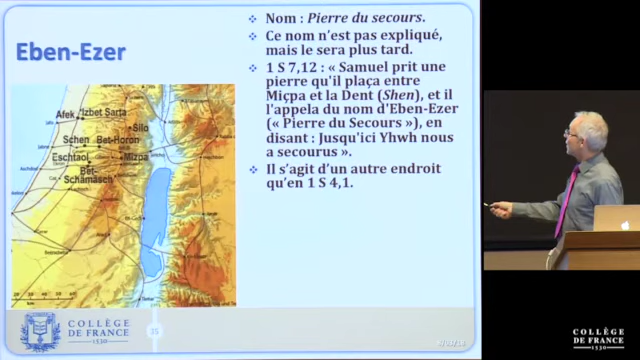 Eben-Ezer
❖ Nom : Pierre du secours.
❖ Ce nom n'est pas expliqué,
mais le sera plus tard.
❖ 1 S 7,12 : « Samuel prit une
pierre qu'il plaça entre
Miçpa et la Dent (Shen), et il
l'appela du nom d'Eben-Ezer
(« Pierre du Secours »), en
disant : Jusqu'ici Yhwh nous
a secourus ».
❖ Il s'agit d'un autre endroit
qu'en 1 S 4,1.
Afek
Izbet Sarta
Silo
Schen
Bet-Horon
Eschtaol
Mizpa
Bet-
Schamasch
COLLÈGE
DE FRANCE
1530
35
COLLÈGE
DE FRANCE
1530